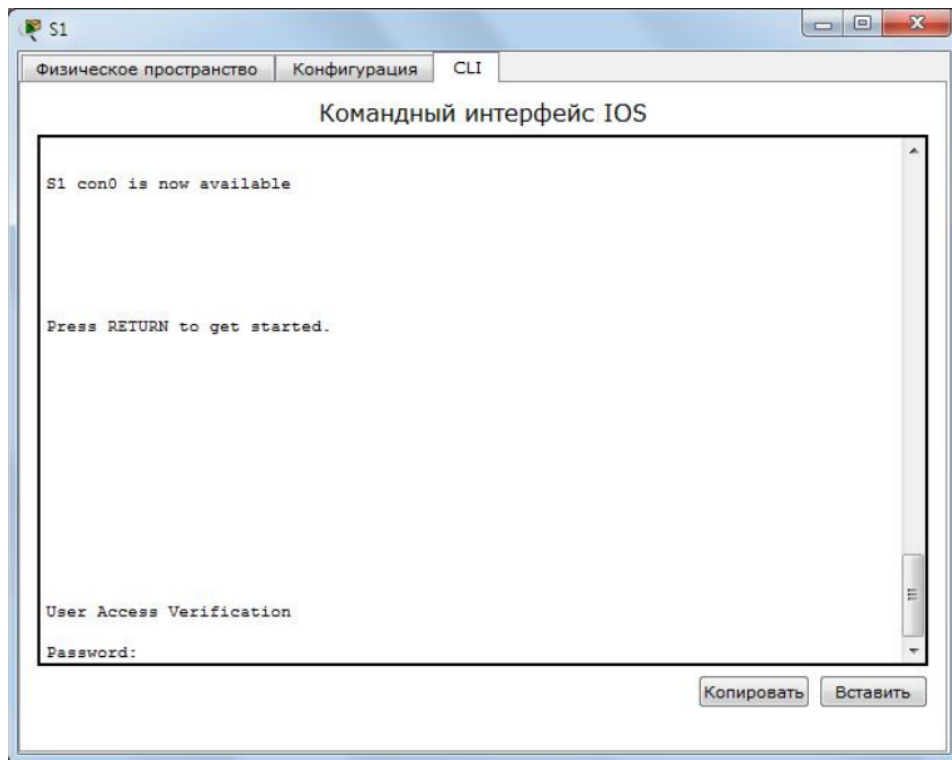 S1
Физическое пространство Конфигурация CLI
Командный интерфейс IOS
S1 con0 is now available
Press RETURN to get started.
User Access Verification
Password:
Копировать Вставить